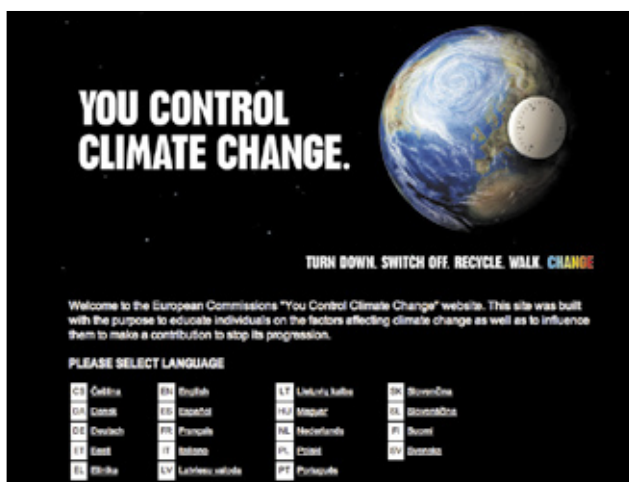 YOU CONTROL
CLIMATE CHANGE.
TURN DOWN. SWITCH OFF. RECYCLE. WALK. CHANGE
Welcome to the European Commissions "You Control Climate Change" website. This site was built
with the purpose to educate individuals on the factors affecting climate change as well as to influence
them to make a contribution to stop its progression.
PLEASE SELECT LANGUAGE
CS Čeština EN English LT Lietuvių kalba SK Slovenčina
DA Dansk ES Español HU Magyar SL Slovenščina
DE Deutsch FR Français NL Nederlands FI Suomi
ET Eesti IT Italiano PL Polski SV Svenska
EL Ellinika LV Latviesu valoda PT Português